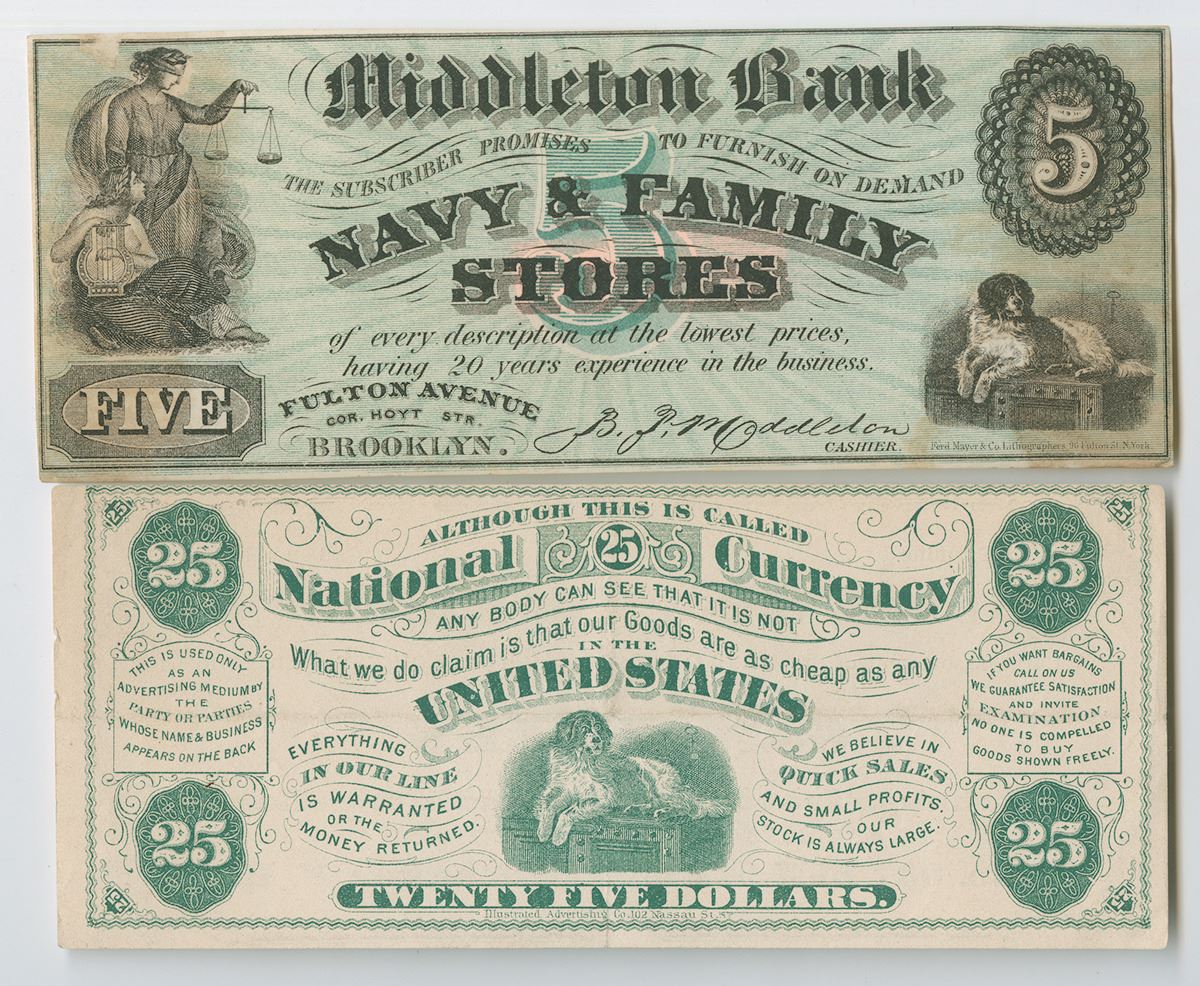 Middleton Bank
5
THE SUBSCRIBER PROMISES TO FURNISH ON DEMAND
5
NAVY & FAMILY
STORES
of every description at the lowest prices,
having 20 years experience in the business.
FIVE
FULTON AVENUE
COR. HOYT STR.
BROOKLYN.
B. J. Middleton
CASHIER.
Ferd. Mayer & Co. Lithographers, 96 Fulton St. N.York.
25
25
25
25
ALTHOUGH THIS IS CALLED
National 25 Currency
ANY BODY CAN SEE THAT IT IS NOT
What we do claim is that our Goods are as cheap as any
IN THE
UNITED STATES
THIS IS USED ONLY
AS AN
ADVERTISING MEDIUM BY
THE
PARTY OR PARTIES
WHOSE NAME & BUSINESS
APPEARS ON THE BACK
IF YOU WANT BARGAINS
CALL ON US
WE GUARANTEE SATISFACTION
AND INVITE
EXAMINATION
NO ONE IS COMPELLED
TO BUY
GOODS SHOWN FREELY.
EVERYTHING
IN OUR LINE
IS WARRANTED
OR THE
MONEY RETURNED.
WE BELIEVE IN
QUICK SALES
AND SMALL PROFITS.
OUR
STOCK IS ALWAYS LARGE.
25
25
TWENTY FIVE DOLLARS.
25
25
Illustrated Advertising Co. 102 Nassau St.